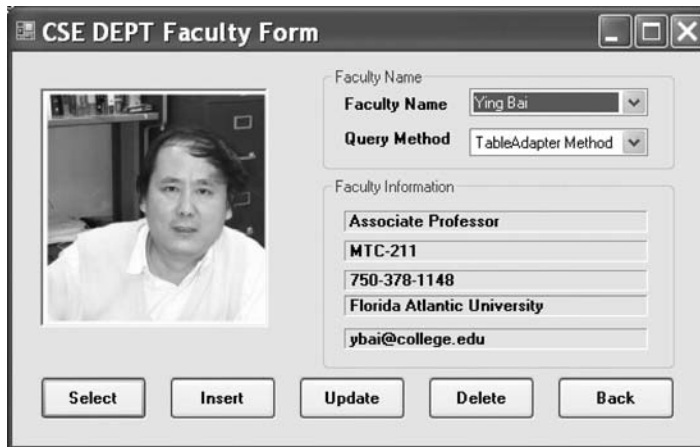 CSE DEPT Faculty Form
Faculty Name
Faculty Name Ying Bai
Query Method TableAdapter Method
Faculty Information
Associate Professor
MTC-211
750-378-1148
Florida Atlantic University
ybai@college.edu
Select Insert Update Delete Back